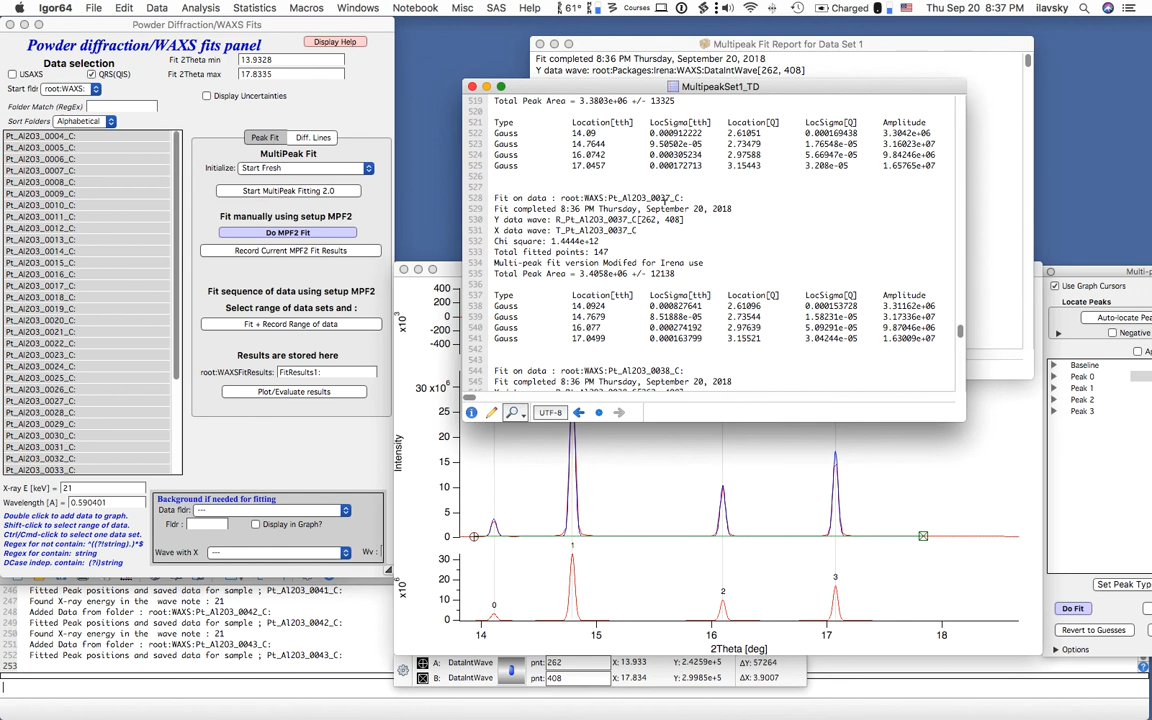 Igor64 File Edit Data Analysis Statistics Macros Windows Notebook Misc SAS Help 61° Courses Charged Thu Sep 20 8:37 PM ilavsky
Powder Diffraction/WAXS Fits
Powder diffraction/WAXS fits panel
Display Help
Data selection
Fit 2Theta min 13.9328
USAXS QRS(QIS)
Fit 2Theta max 17.8335
Start fldr: root:WAXS:
Display Uncertainties
Folder Match (RegEx)
Sort Folders Alphabetical
Pt_Al2O3_0004_C:
Pt_Al2O3_0005_C:
Pt_Al2O3_0006_C:
Pt_Al2O3_0007_C:
Pt_Al2O3_0008_C:
Pt_Al2O3_0009_C:
Pt_Al2O3_0010_C:
Pt_Al2O3_0011_C:
Pt_Al2O3_0012_C:
Pt_Al2O3_0013_C:
Pt_Al2O3_0014_C:
Pt_Al2O3_0015_C:
Pt_Al2O3_0016_C:
Pt_Al2O3_0017_C:
Pt_Al2O3_0018_C:
Pt_Al2O3_0019_C:
Pt_Al2O3_0020_C:
Pt_Al2O3_0021_C:
Pt_Al2O3_0022_C:
Pt_Al2O3_0023_C:
Pt_Al2O3_0024_C:
Pt_Al2O3_0025_C:
Pt_Al2O3_0026_C:
Pt_Al2O3_0027_C:
Pt_Al2O3_0028_C:
Pt_Al2O3_0029_C:
Pt_Al2O3_0030_C:
Pt_Al2O3_0031_C:
Pt_Al2O3_0032_C:
Pt_Al2O3_0033_C:
Peak Fit Diff. Lines
MultiPeak Fit
Initialize: Start Fresh
Start MultiPeak Fitting 2.0
Fit manually using setup MPF2
Do MPF2 Fit
Record Current MPF2 Fit Results
Fit sequence of data using setup MPF2
Select range of data sets and :
Fit + Record Range of data
Results are stored here
root:WAXSFitResults: FitResults1:
Plot/Evaluate results
X-ray E [keV] = 21
Wavelength [A] = 0.590401
Double click to add data to graph.
Shift-click to select range of data.
Ctrl/Cmd-click to select one data set.
Regex for not contain: ^((?!string).)*$
Regex for contain: string
DCase indep. contain: (?i)string
Background if needed for fitting
Data fldr: ---
Fldr : Display in Graph?
Wave with X --- Wv :
246 Fitted Peak positions and saved data for sample ; Pt_Al2O3_0041_C:
247 Found X-ray energy in the wave note : 21
248 Added Data from folder : root:WAXS:Pt_Al2O3_0042_C:
249 Fitted Peak positions and saved data for sample ; Pt_Al2O3_0042_C:
250 Found X-ray energy in the wave note : 21
251 Added Data from folder : root:WAXS:Pt_Al2O3_0043_C:
252 Fitted Peak positions and saved data for sample ; Pt_Al2O3_0043_C:
253
Multipeak Fit Report for Data Set 1
Fit completed 8:36 PM Thursday, September 20, 2018
Y data wave: root:Packages:Irena:WAXS:DataIntWave[262, 408]
MultipeakSet1_TD
519 Total Peak Area = 3.3803e+06 +/- 13325
520
521 Type Location[tth] LocSigma[tth] Location[Q] LocSigma[Q] Amplitude
522 Gauss 14.09 0.000912222 2.61051 0.000169438 3.3042e+06
523 Gauss 14.7644 9.50502e-05 2.73479 1.76548e-05 3.16023e+07
524 Gauss 16.0742 0.000305234 2.97588 5.66947e-05 9.84246e+06
525 Gauss 17.0457 0.000172713 3.15443 3.208e-05 1.65765e+07
526
527
528 Fit on data : root:WAXS:Pt_Al2O3_0037_C:
529 Fit completed 8:36 PM Thursday, September 20, 2018
530 Y data wave: R_Pt_Al2O3_0037_C[262, 408]
531 X data wave: T_Pt_Al2O3_0037_C
532 Chi square: 1.4444e+12
533 Total fitted points: 147
534 Multi-peak fit version Modifed for Irena use
535 Total Peak Area = 3.4058e+06 +/- 12138
536
537 Type Location[tth] LocSigma[tth] Location[Q] LocSigma[Q] Amplitude
538 Gauss 14.0924 0.000827641 2.61096 0.000153728 3.31162e+06
539 Gauss 14.7679 8.51888e-05 2.73544 1.58231e-05 3.17336e+07
540 Gauss 16.077 0.000274192 2.97639 5.09291e-05 9.87046e+06
541 Gauss 17.0499 0.000163799 3.15521 3.04244e-05 1.63009e+07
542
543
544 Fit on data : root:WAXS:Pt_Al2O3_0038_C:
545 Fit completed 8:36 PM Thursday, September 20, 2018
UTF-8
400
200
0
-200
-400
x10³
30 x10⁶
25
20
15
10
5
0
Intensity
30
20
10
0
x10⁶
0 1 2 3
14 15 16 17 18
2Theta [deg]
A: DataIntWave pnt: 262 X: 13.933 Y: 2.4259e+5 ΔY: 57264
B: DataIntWave pnt: 408 X: 17.834 Y: 2.9985e+5 ΔX: 3.9007
Multi-p
Use Graph Cursors
Locate Peaks
Auto-locate Pea
Negative
Baseline
Peak 0
Peak 1
Peak 2
Peak 3
Set Peak Typ
Do Fit
Revert to Guesses
Options